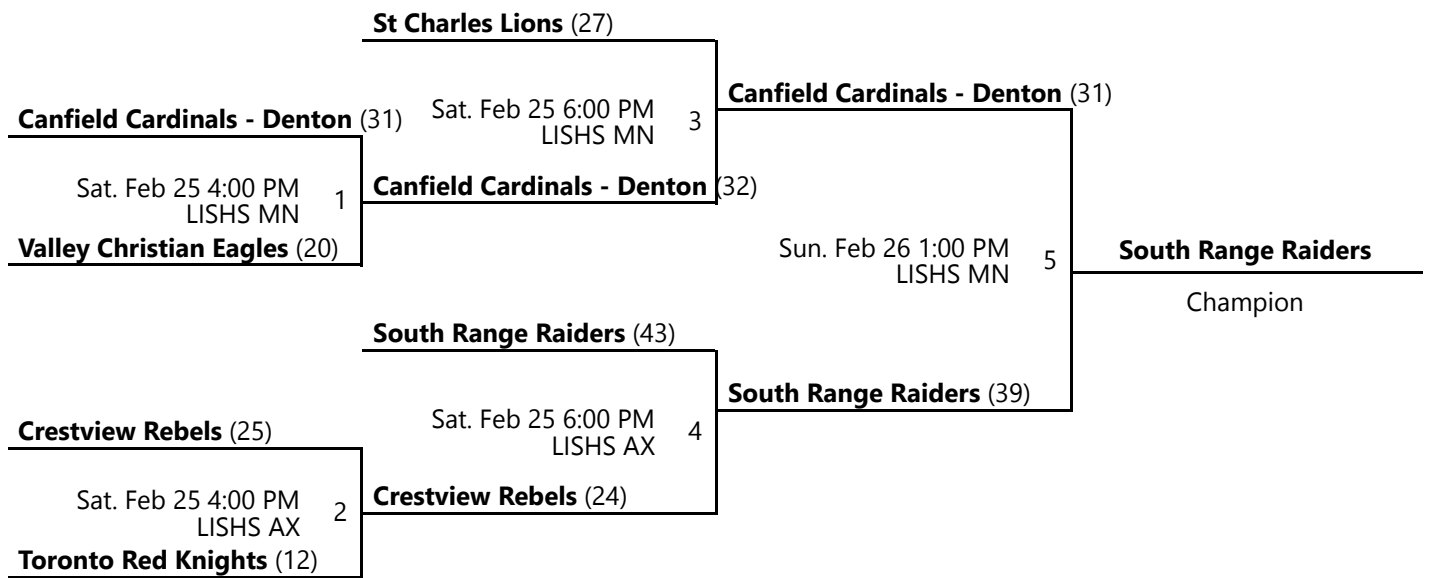 St Charles Lions (27)
Canfield Cardinals - Denton (31)
Canfield Cardinals - Denton (31)
Sat. Feb 25 6:00 PM
LISHS MN
3
Sat. Feb 25 4:00 PM
LISHS MN
1
Canfield Cardinals - Denton (32)
Valley Christian Eagles (20)
Sun. Feb 26 1:00 PM
LISHS MN
5
South Range Raiders
Champion
South Range Raiders (43)
South Range Raiders (39)
Crestview Rebels (25)
Sat. Feb 25 6:00 PM
LISHS AX
4
Sat. Feb 25 4:00 PM
LISHS AX
2
Crestview Rebels (24)
Toronto Red Knights (12)